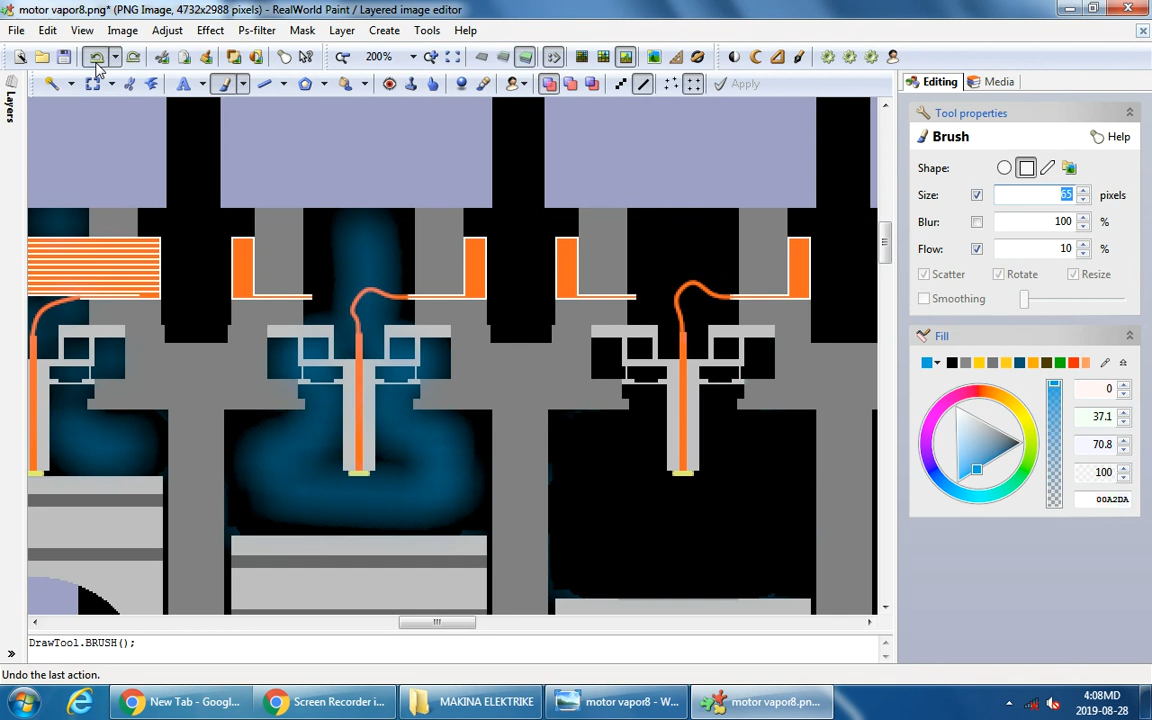 motor vapor8.png* (PNG Image, 4732x2988 pixels) - RealWorld Paint / Layered image editor
File Edit View Image Adjust Effect Ps-filter Mask Layer Create Tools Help
200%
Apply
Layers
Editing Media
Tool properties
Brush Help
Shape:
Size: 65 pixels
Blur: 100 %
Flow: 10 %
Scatter Rotate Resize
Smoothing
Fill
0
37.1
70.8
100
00A2DA
DrawTool.BRUSH();
Undo the last action.
New Tab - Googl... Screen Recorder i... MAKINA ELEKTRIKE motor vapor8 - W... motor vapor8.pn...
4:08MD
2019-08-28